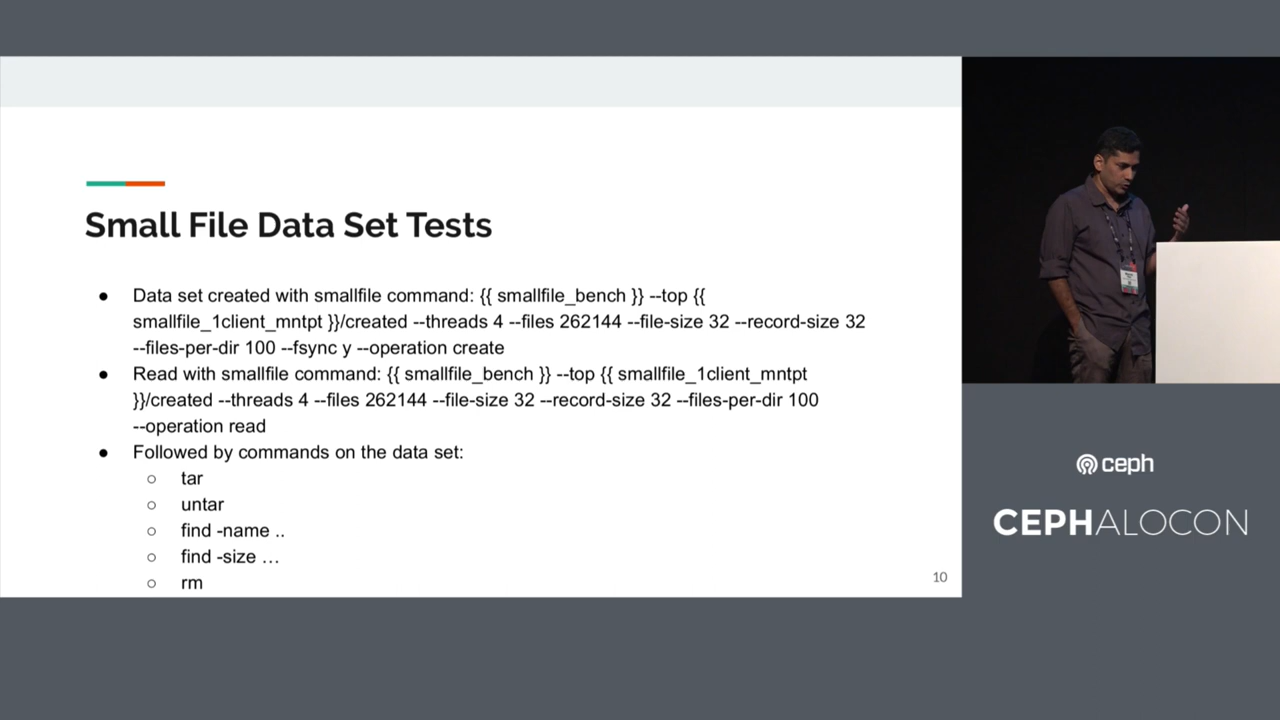 Small File Data Set Tests
● Data set created with smallfile command: {{ smallfile_bench }} --top {{
smallfile_1client_mntpt }}/created --threads 4 --files 262144 --file-size 32 --record-size 32
--files-per-dir 100 --fsync y --operation create
● Read with smallfile command: {{ smallfile_bench }} --top {{ smallfile_1client_mntpt
}}/created --threads 4 --files 262144 --file-size 32 --record-size 32 --files-per-dir 100
--operation read
● Followed by commands on the data set:
○ tar
○ untar
○ find -name ..
○ find -size …
○ rm
10
ceph
CEPHALOCON